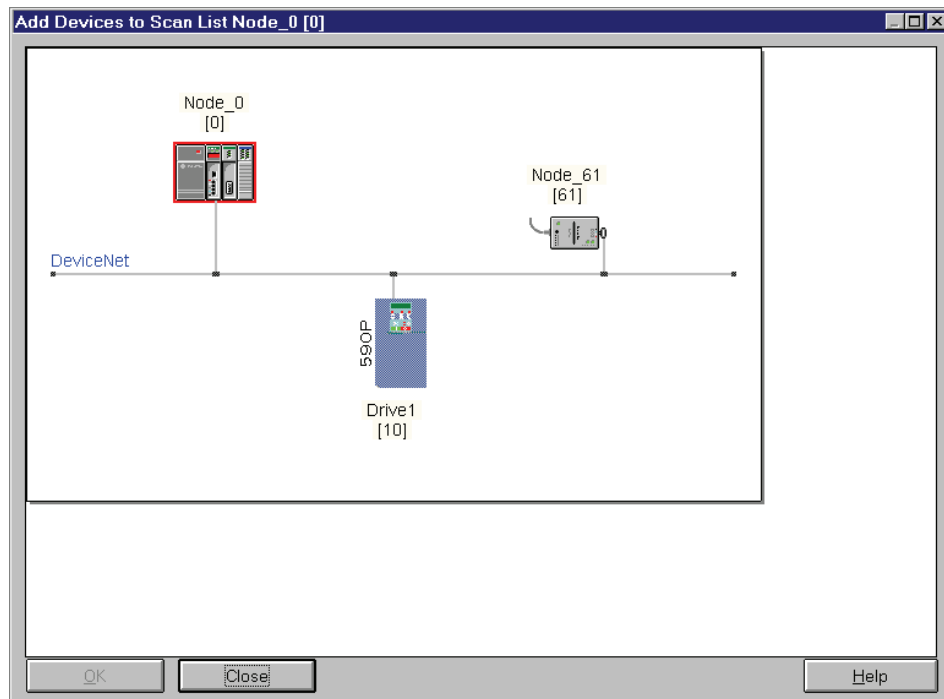 Add Devices to Scan List Node_0 [0]
Node_0
[0]
Node_61
[61]
DeviceNet
590P
Drive1
[10]
OK
Close
Help